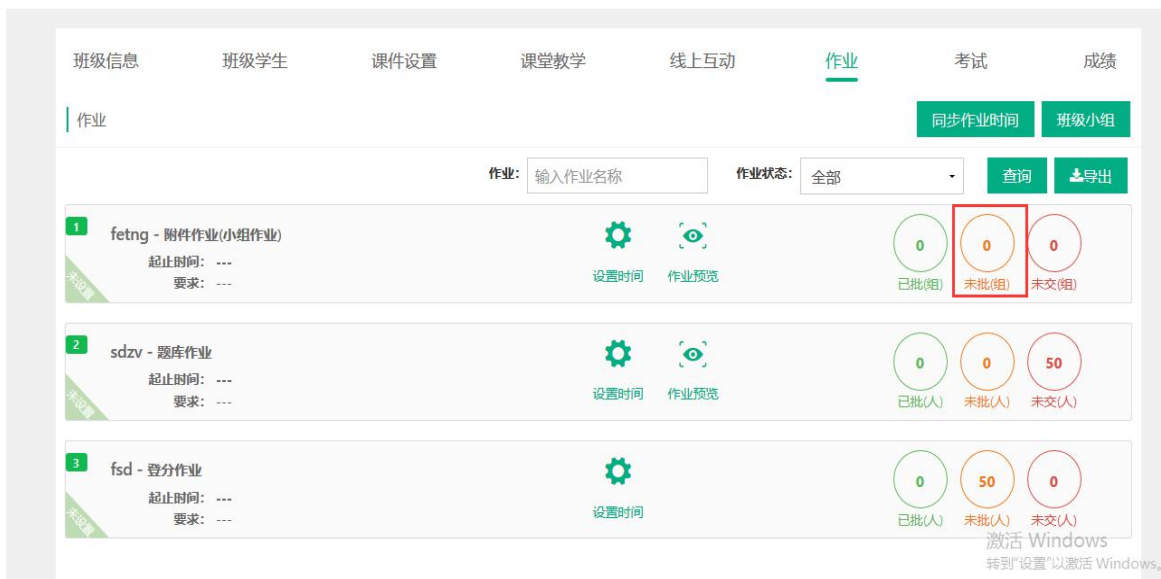 班级信息 班级学生 课件设置 课堂教学 线上互动 作业 考试 成绩
作业 同步作业时间 班级小组
作业： 输入作业名称 作业状态： 全部 查询 导出
1 fetng - 附件作业(小组作业) 0 0 0
起止时间： ---
要求： --- 设置时间 作业预览 已批(组) 未批(组) 未交(组)
未设置
2 sdzv - 题库作业 0 0 50
起止时间： ---
要求： --- 设置时间 作业预览 已批(人) 未批(人) 未交(人)
未设置
3 fsd - 登分作业 0 50 0
起止时间： ---
要求： --- 设置时间 已批(人) 未批(人) 未交(人)
未设置
激活 Windows
转到"设置"以激活 Windows。